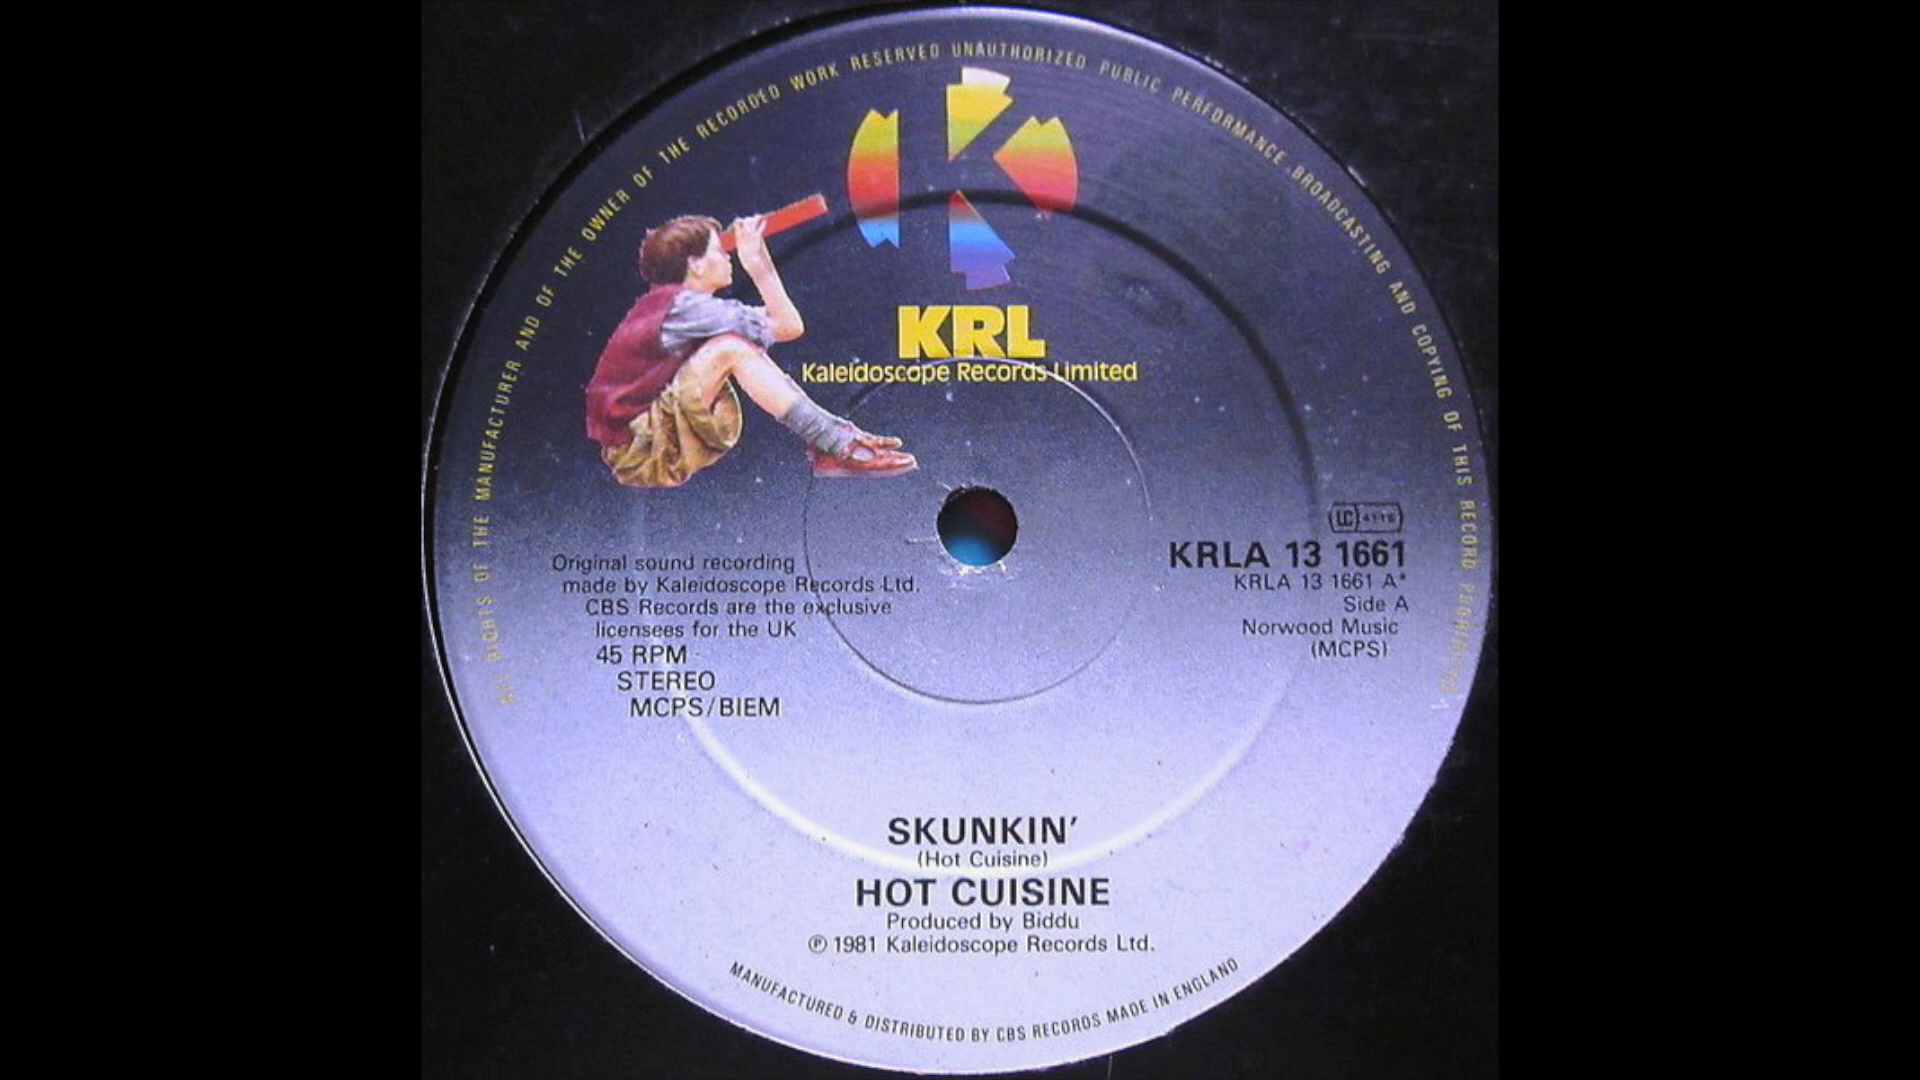 ALL RIGHTS OF THE MANUFACTURER AND OF THE OWNER OF THE RECORDED WORK RESERVED UNAUTHORIZED PUBLIC PERFORMANCE BROADCASTING AND COPYING OF THIS RECORD PROHIBITED
K
KRL
Kaleidoscope Records Limited
Original sound recording
made by Kaleidoscope Records Ltd.
CBS Records are the exclusive
licensees for the UK
45 RPM
STEREO
MCPS/BIEM
LC 4116
KRLA 13 1661
KRLA 13 1661 A*
Side A
Norwood Music
(MCPS)
SKUNKIN'
(Hot Cuisine)
HOT CUISINE
Produced by Biddu
℗ 1981 Kaleidoscope Records Ltd.
MANUFACTURED & DISTRIBUTED BY CBS RECORDS MADE IN ENGLAND